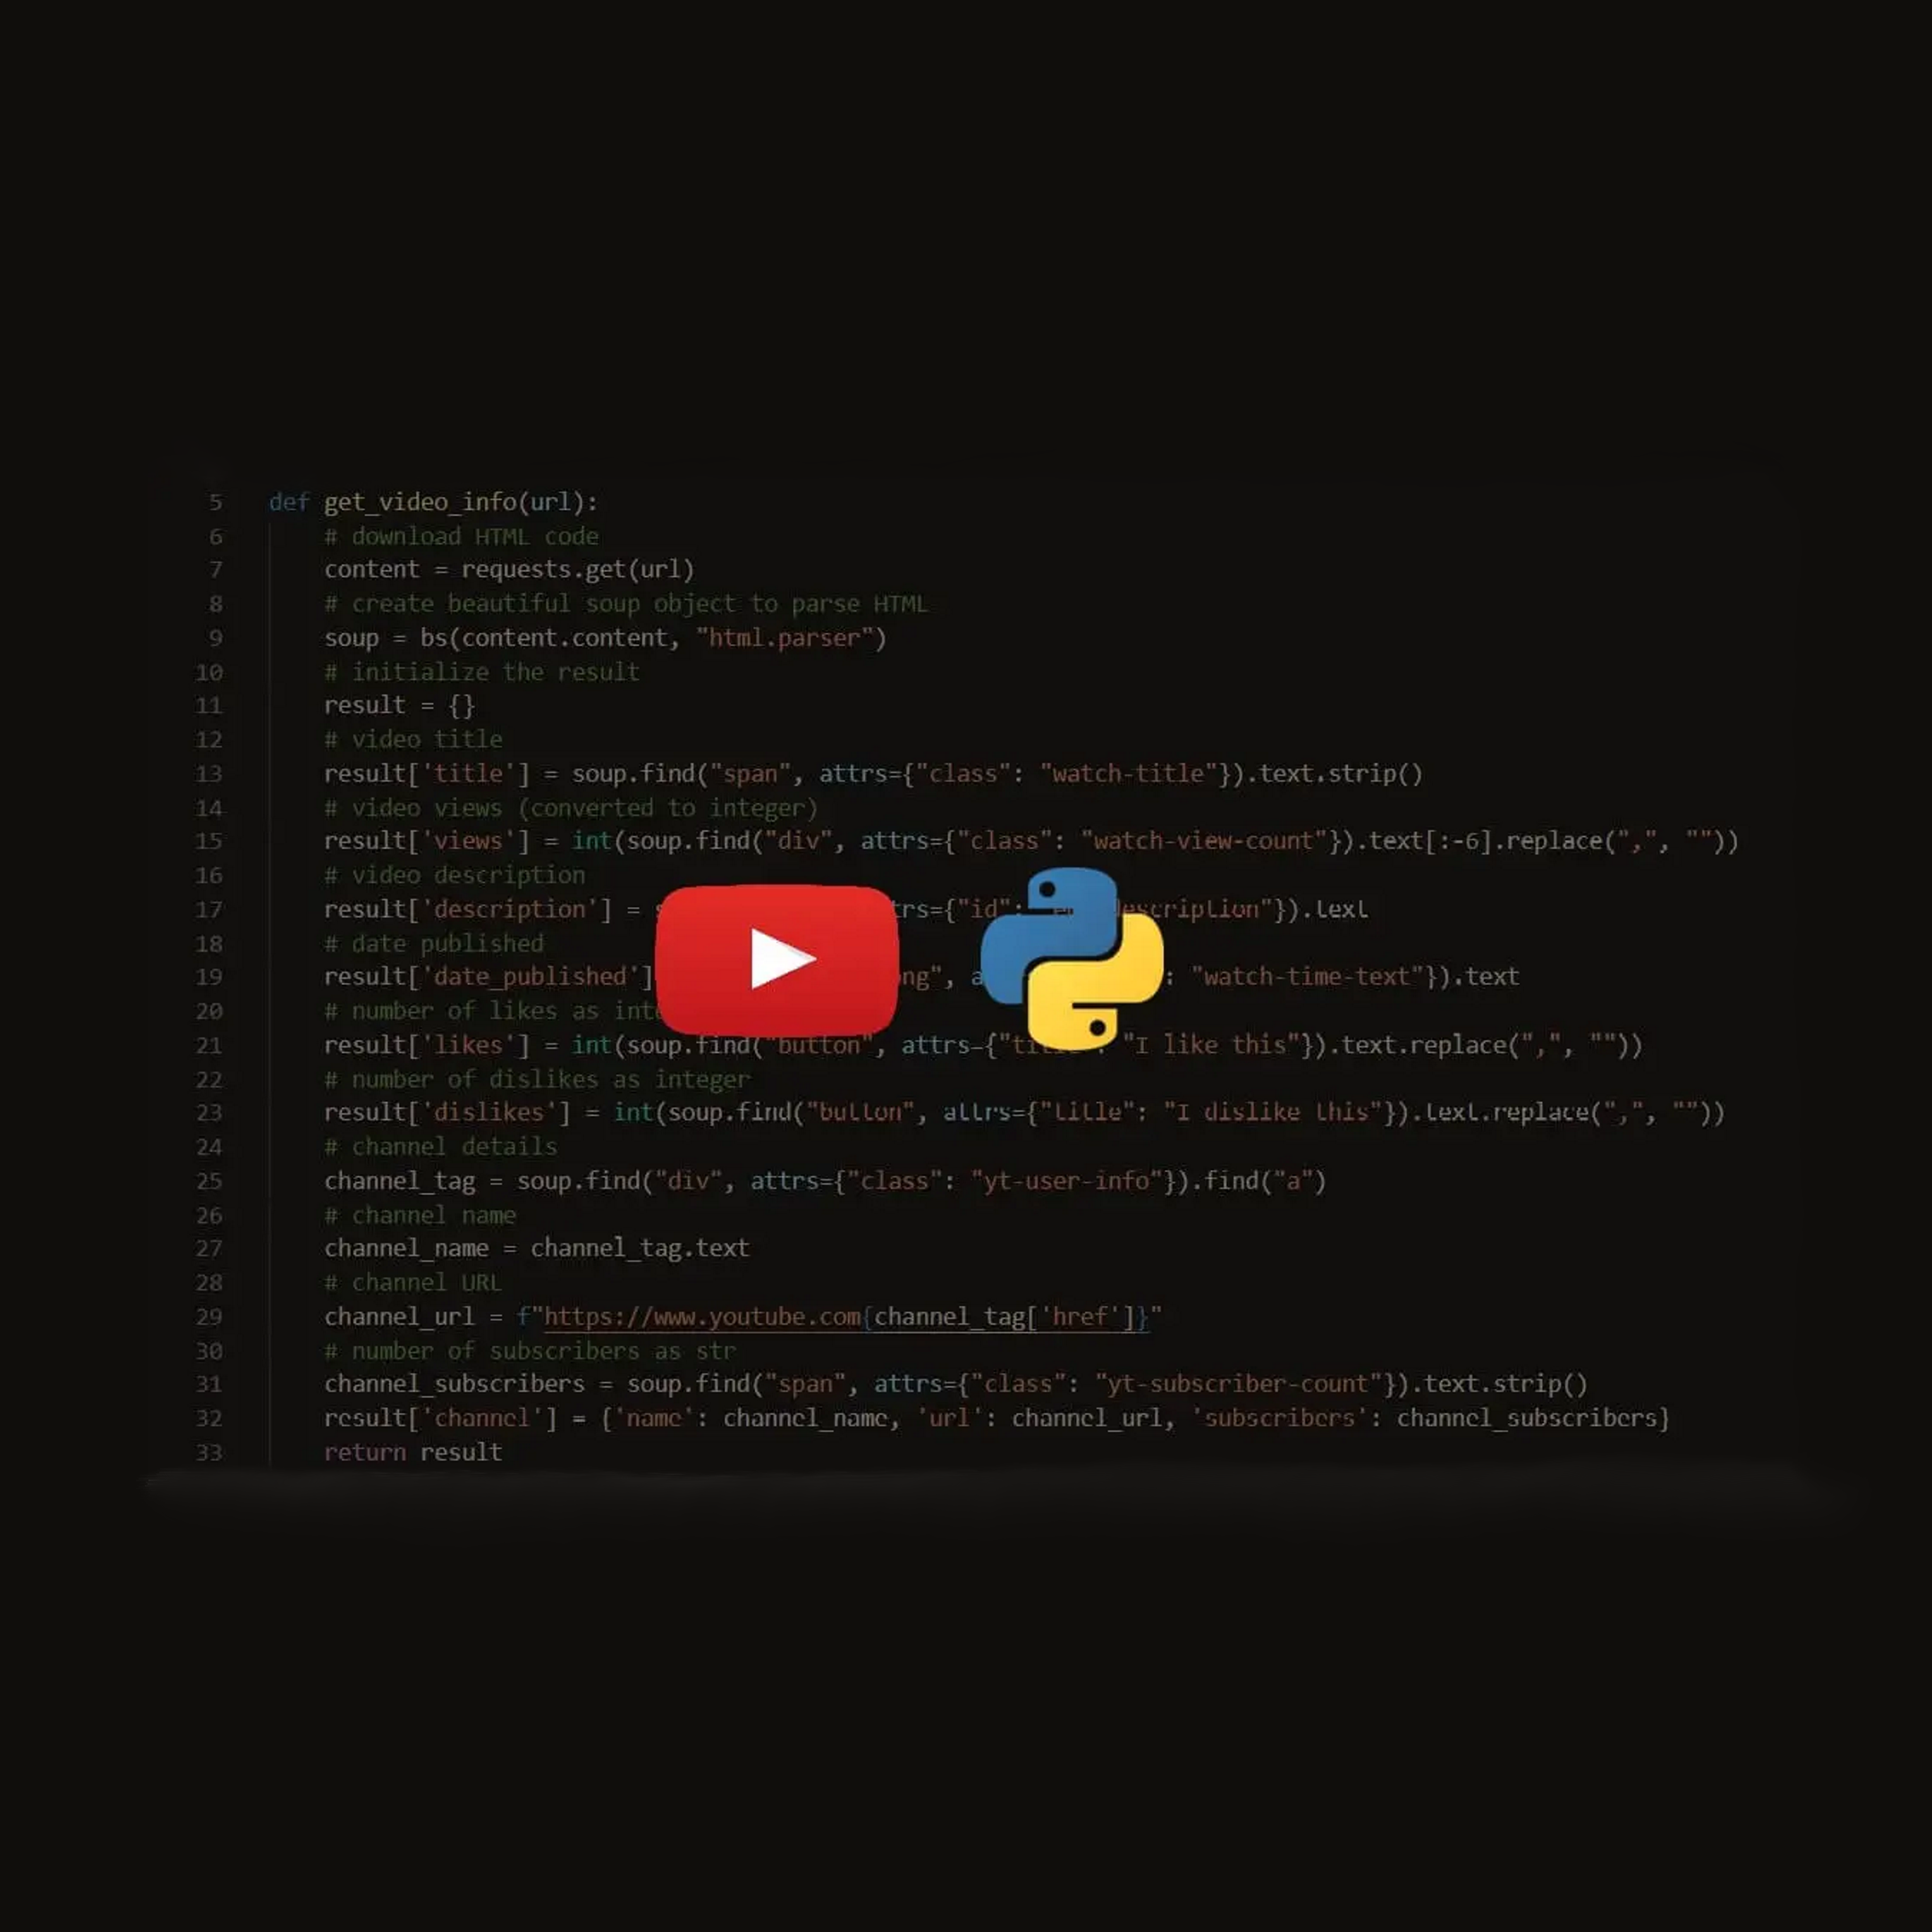 5 def get_video_info(url):
6 # download HTML code
7 content = requests.get(url)
8 # create beautiful soup object to parse HTML
9 soup = bs(content.content, "html.parser")
10 # initialize the result
11 result = {}
12 # video title
13 result['title'] = soup.find("span", attrs={"class": "watch-title"}).text.strip()
14 # video views (converted to integer)
15 result['views'] = int(soup.find("div", attrs={"class": "watch-view-count"}).text[:-6].replace(",", ""))
16 # video description
17 result['description'] = trs={"id": description"}).text
18 # date published
19 result['date_published'] ng", : "watch-time-text"}).text
20 # number of likes as
21 result['likes'] = int(soup.find("button", attrs={" "I like this"}).text.replace(",", ""))
22 # number of dislikes as integer
23 result['dislikes'] = int(soup.find("button", attrs={"title": "I dislike this"}).text.replace(",", ""))
24 # channel details
25 channel_tag = soup.find("div", attrs={"class": "yt-user-info"}).find("a")
26 # channel name
27 channel_name = channel_tag.text
28 # channel URL
29 channel_url = f"https://www.youtube.com{channel_tag['href']}"
30 # number of subscribers as str
31 channel_subscribers = soup.find("span", attrs={"class": "yt-subscriber-count"}).text.strip()
32 result['channel'] = {'name': channel_name, 'url': channel_url, 'subscribers': channel_subscribers}
33 return result